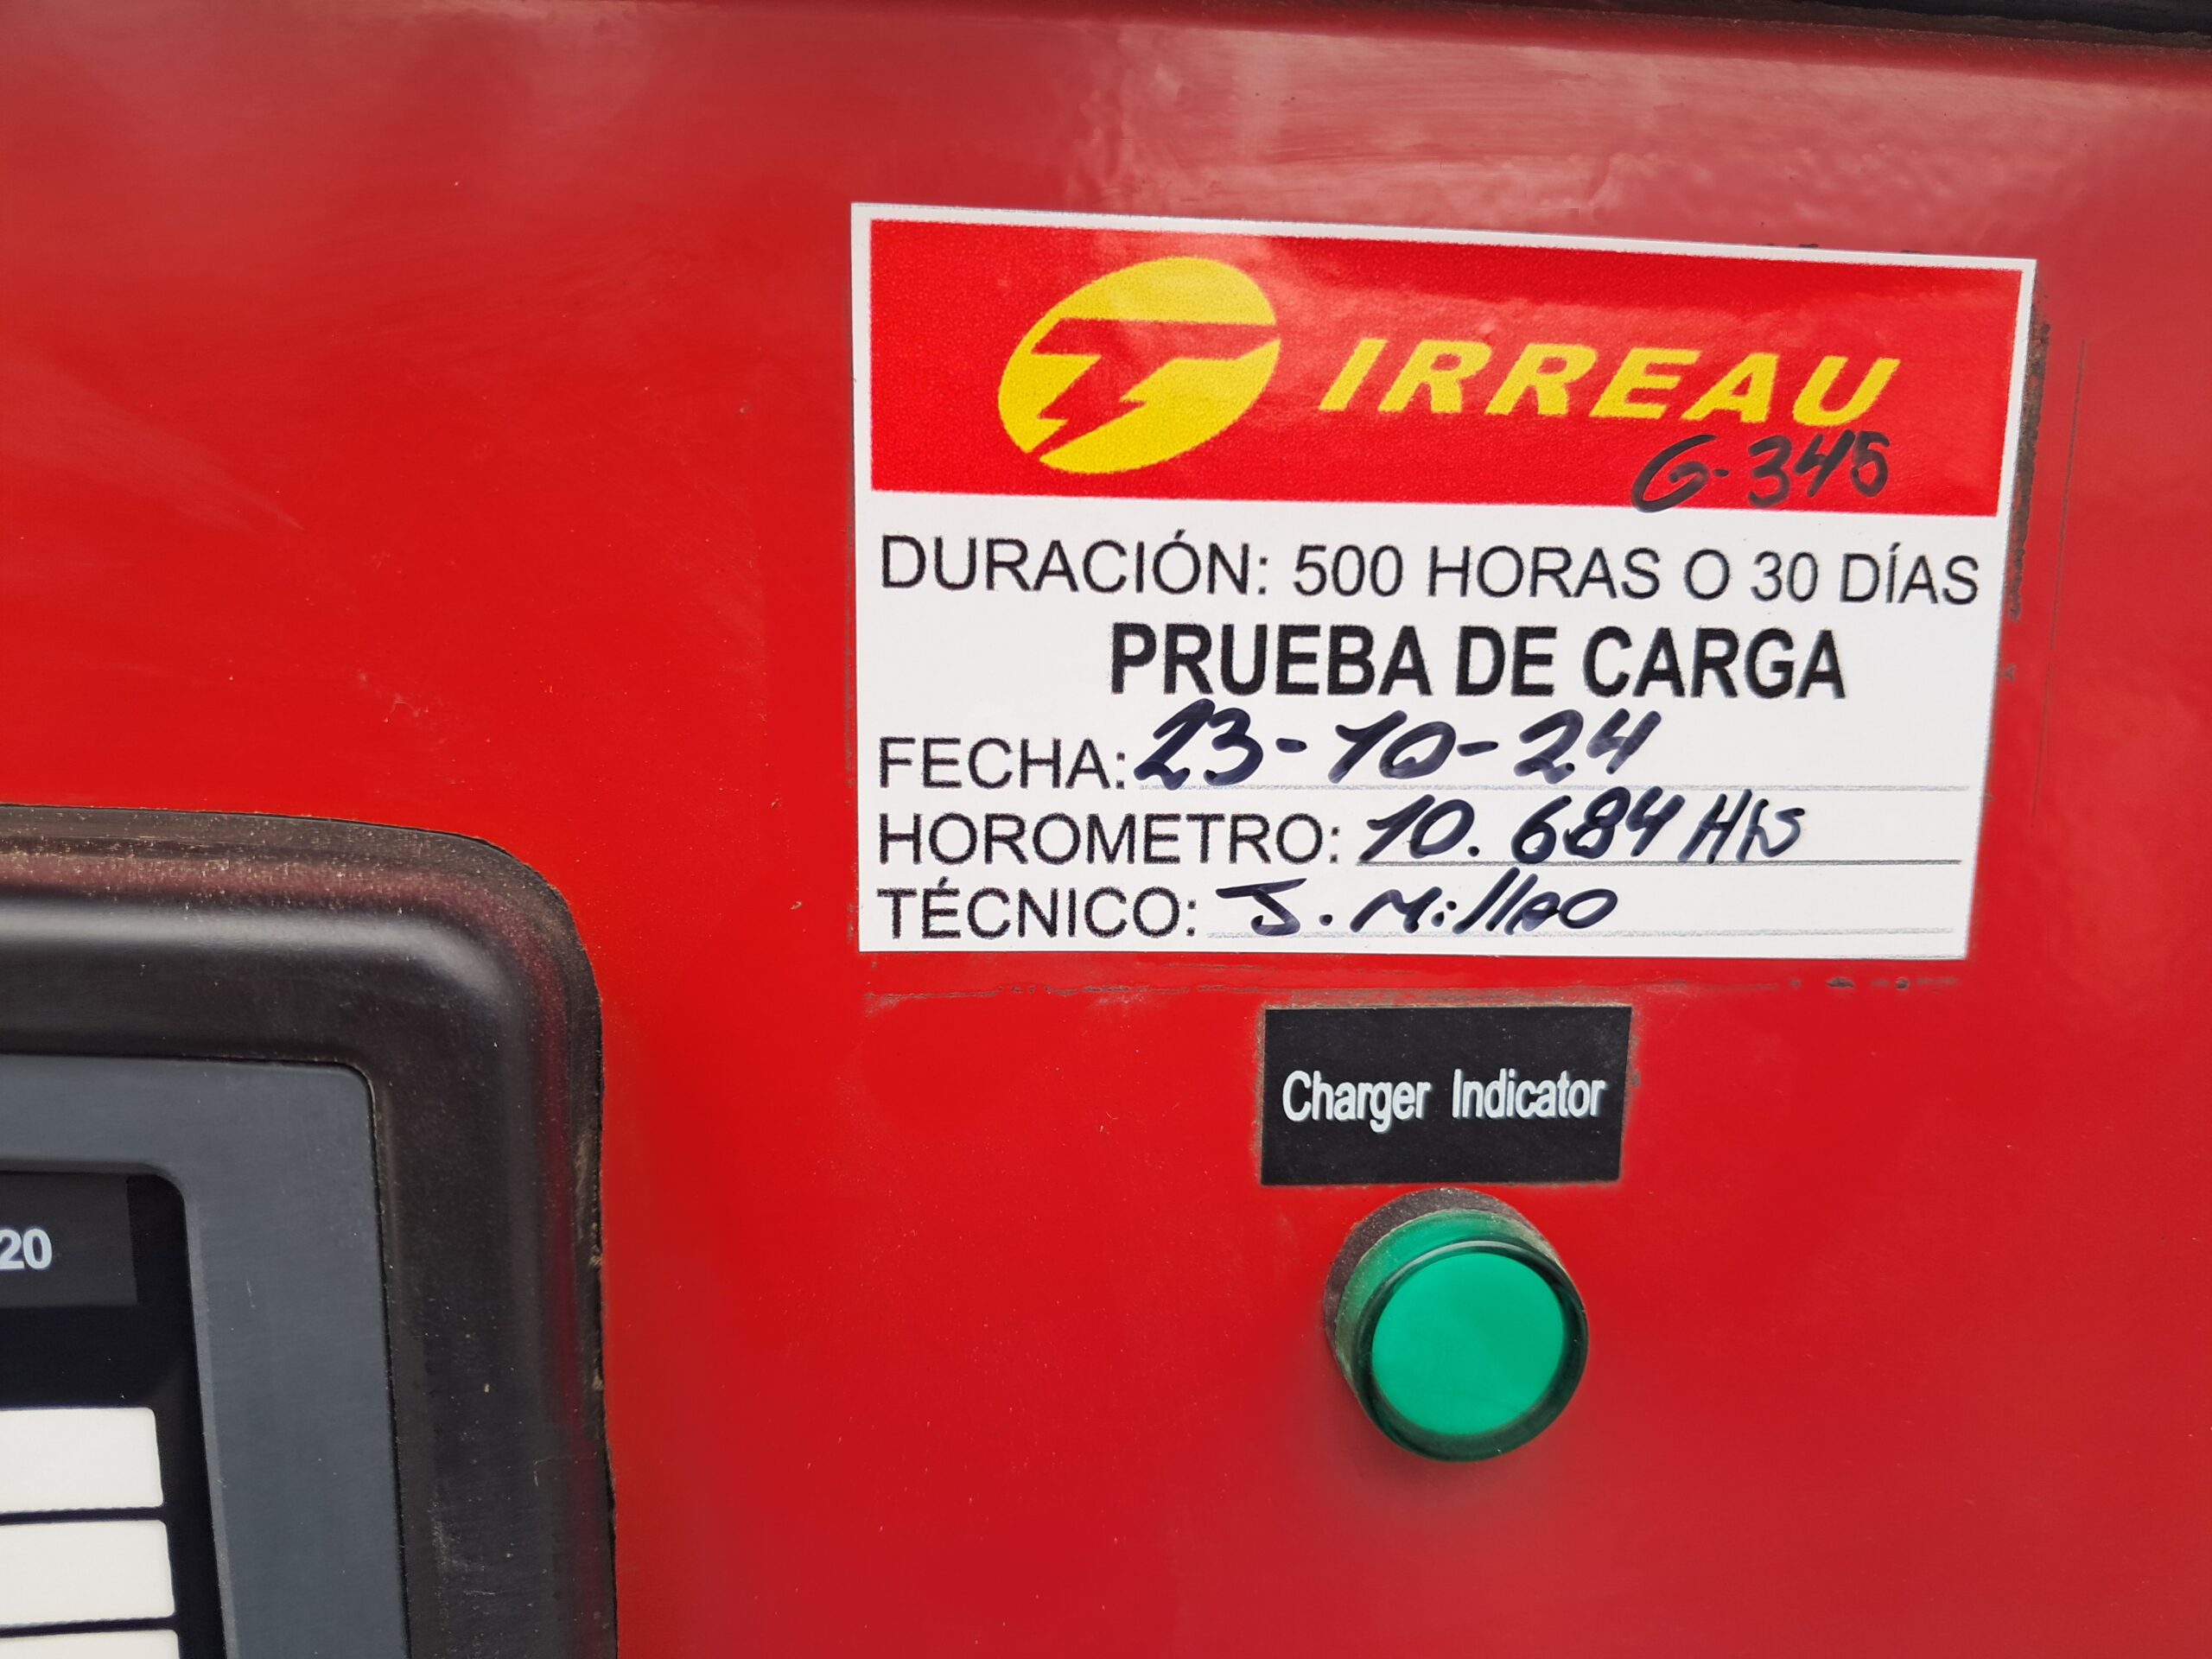 IRREAU
G-345
DURACIÓN: 500 HORAS O 30 DÍAS
PRUEBA DE CARGA
FECHA: 23-10-24
HOROMETRO: 10.684 Hrs
TÉCNICO: J. Millao
Charger Indicator
20